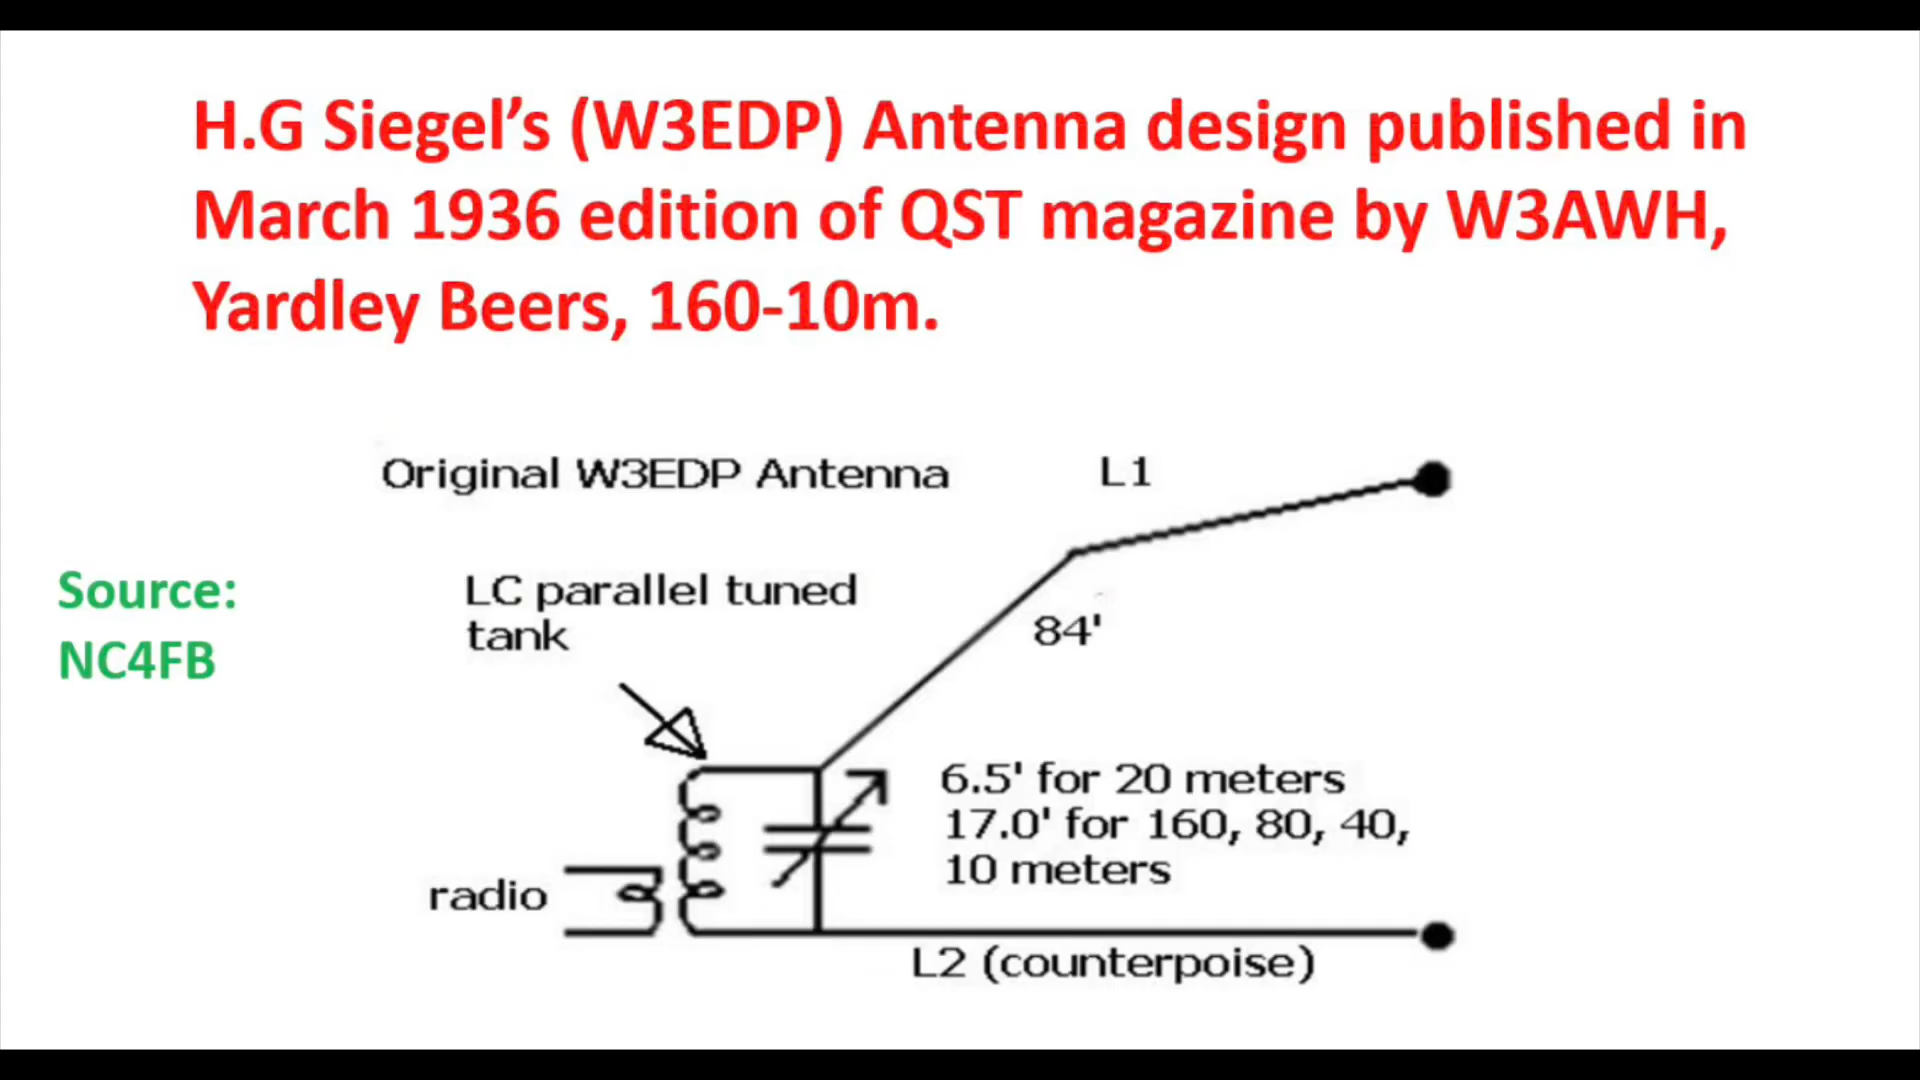 H.G Siegel's (W3EDP) Antenna design published in
March 1936 edition of QST magazine by W3AWH,
Yardley Beers, 160-10m.
Original W3EDP Antenna
L1
Source:
NC4FB
LC parallel tuned
tank
84'
6.5' for 20 meters
17.0' for 160, 80, 40,
10 meters
radio
L2 (counterpoise)